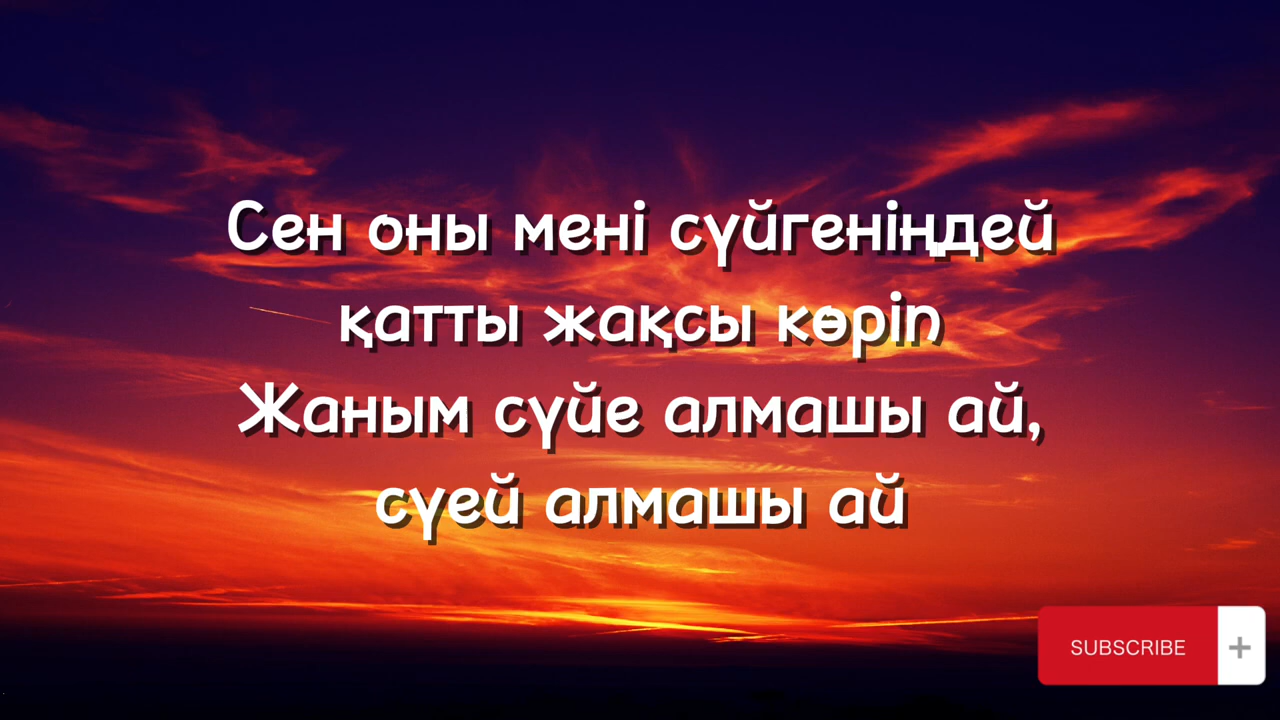 Сен оны мені сүйгеніңдей
қатты жақсы көріп
Жаным сүйе алмашы ай,
сүей алмашы ай
SUBSCRIBE +